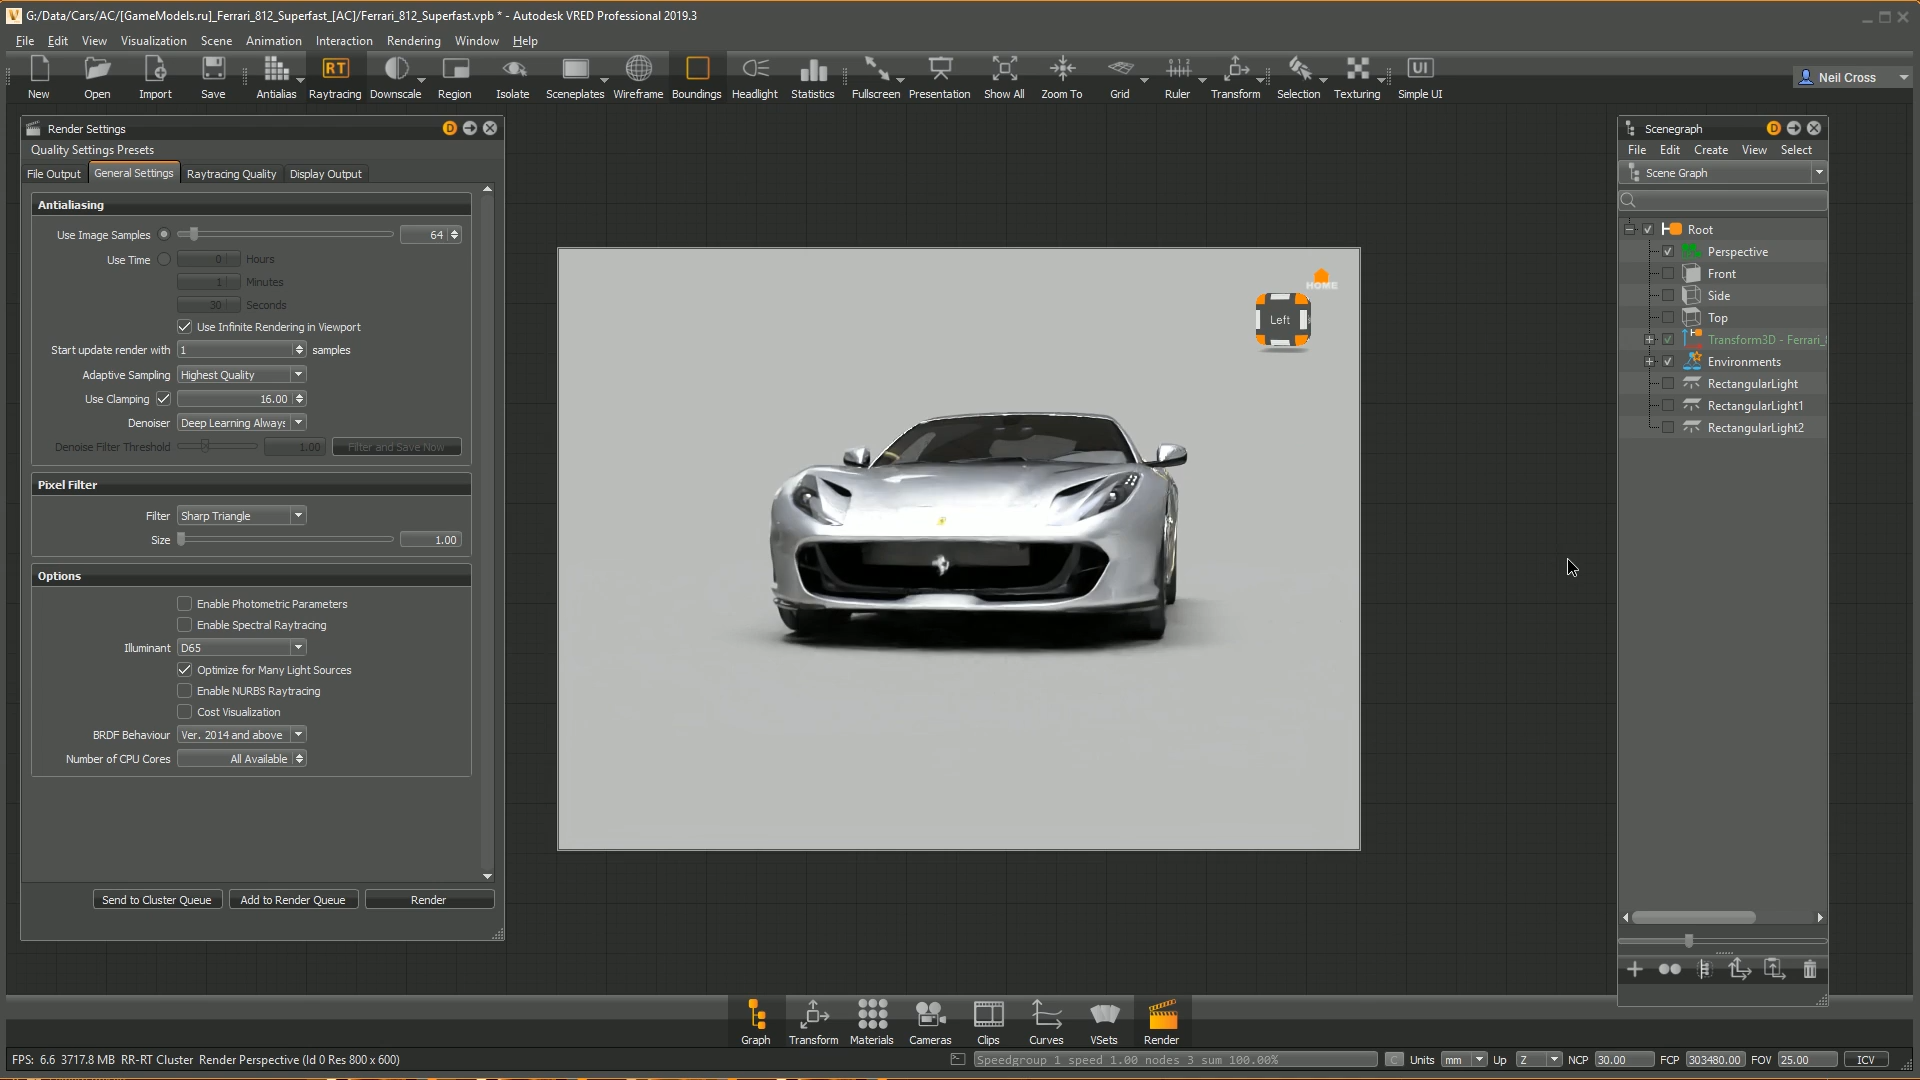 G:/Data/Cars/AC/[GameModels.ru]_Ferrari_812_Superfast_[AC]/Ferrari_812_Superfast.vpb * - Autodesk VRED Professional 2019.3
File Edit View Visualization Scene Animation Interaction Rendering Window Help
RT UI
New Open Import Save Antialias Raytracing Downscale Region Isolate Sceneplates Wireframe Boundings Headlight Statistics Fullscreen Presentation Show All Zoom To Grid Ruler Transform Selection Texturing Simple UI
Neil Cross
Render Settings D
Quality Settings Presets
File Output General Settings Raytracing Quality Display Output
Antialiasing
Use Image Samples 64
Use Time 0 Hours
1 Minutes
30 Seconds
Use Infinite Rendering in Viewport
Start update render with 1 samples
Adaptive Sampling Highest Quality
Use Clamping 16.00
Denoiser Deep Learning Always
Denoise Filter Threshold 1.00 Filter and Save Now
Pixel Filter
Filter Sharp Triangle
Size 1.00
Options
Enable Photometric Parameters
Enable Spectral Raytracing
Illuminant D65
Optimize for Many Light Sources
Enable NURBS Raytracing
Cost Visualization
BRDF Behaviour Ver. 2014 and above
Number of CPU Cores All Available
Send to Cluster Queue Add to Render Queue Render
HOME
Left
Scenegraph D
File Edit Create View Select
Scene Graph
Root
Perspective
Front
Side
Top
Transform3D - Ferrari_
Environments
RectangularLight
RectangularLight1
RectangularLight2
Graph Transform Materials Cameras Clips Curves VSets Render
FPS: 6.6 3717.8 MB RR-RT Cluster Render Perspective (Id 0 Res 800 x 600)
Speedgroup 1 speed 1.00 nodes 3 sum 100.00%
C Units mm Up Z NCP 30.00 FCP 303480.00 FOV 25.00 ICV